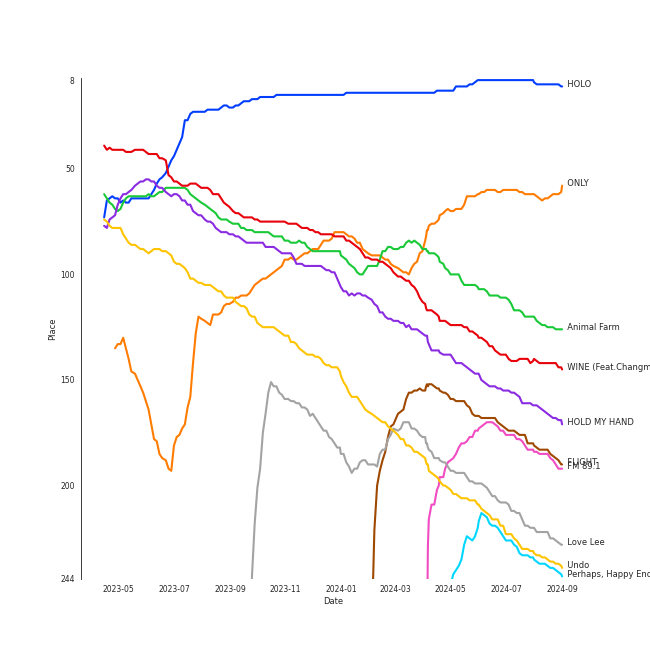 8
50
100
150
200
244
Place
2023-05
2023-07
2023-09
2023-11
2024-01
2024-03
2024-05
2024-07
2024-09
Date
HOLO
ONLY
Animal Farm
WINE (Feat.Changm
HOLD MY HAND
FLIGHT
FM 89.1
Love Lee
Undo
Perhaps, Happy End